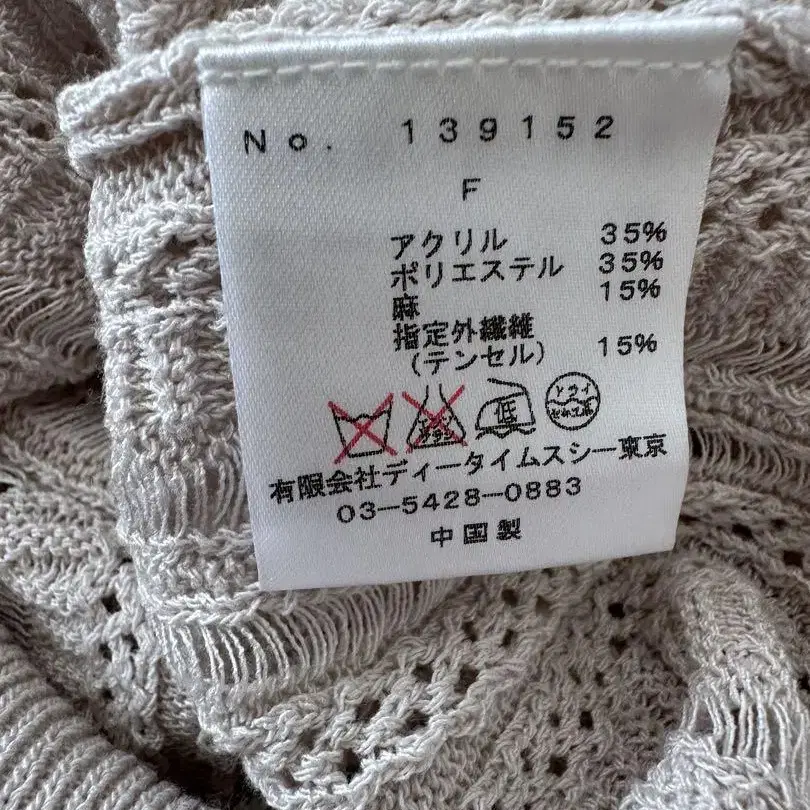 No. 139152
F
アクリル 35%
ポリエステル 35%
麻 15%
指定外繊維
(テンセル) 15%
低 ドライ
有限会社ディータイムスシー東京
03-5428-0883
中国製